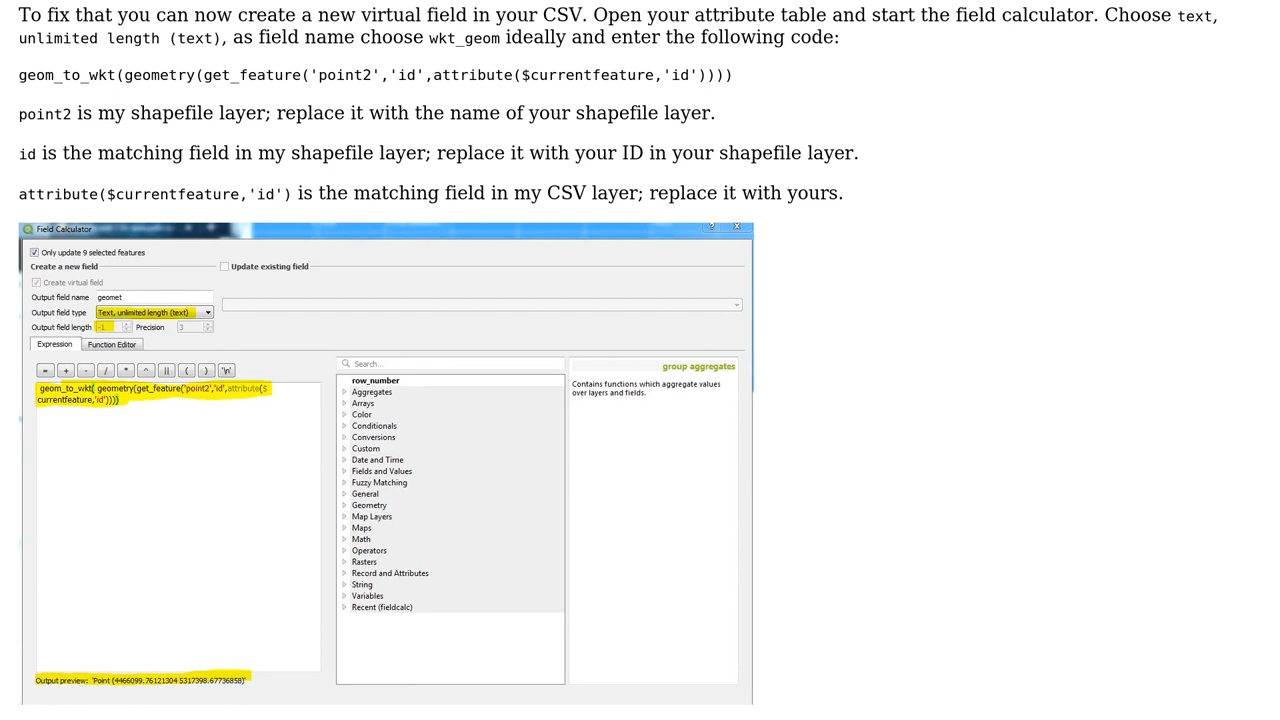 To fix that you can now create a new virtual field in your CSV. Open your attribute table and start the field calculator. Choose text,
unlimited length (text), as field name choose wkt_geom ideally and enter the following code:
geom_to_wkt(geometry(get_feature('point2','id',attribute($currentfeature,'id'))))
point2 is my shapefile layer; replace it with the name of your shapefile layer.
id is the matching field in my shapefile layer; replace it with your ID in your shapefile layer.
attribute($currentfeature,'id') is the matching field in my CSV layer; replace it with yours.
Field Calculator
? x
Only update 9 selected features
Create a new field
Update existing field
Create virtual field
Output field name geomet
Output field type Text, unlimited length (text)
Output field length -1 Precision 3
Expression Function Editor
= + - / * ^ || ( ) '\n'
geom_to_wkt( geometry(get_feature('point2','id',attribute($
currentfeature,'id'))))
Output preview: 'Point (4466099.76121304 5317398.67736858)'
Search...
row_number
Aggregates
Arrays
Color
Conditionals
Conversions
Custom
Date and Time
Fields and Values
Fuzzy Matching
General
Geometry
Map Layers
Maps
Math
Operators
Rasters
Record and Attributes
String
Variables
Recent (fieldcalc)
group aggregates
Contains functions which aggregate values
over layers and fields.